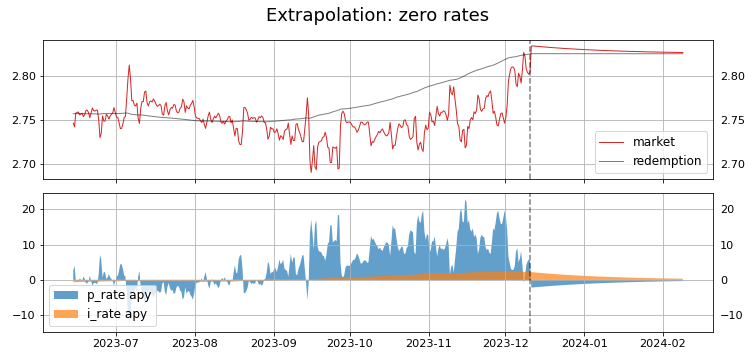 Extrapolation: zero rates
2.80
2.75
2.70
2.80
2.75
2.70
market
redemption
20
10
0
−10
20
10
0
−10
p_rate apy
i_rate apy
2023-07 2023-08 2023-09 2023-10 2023-11 2023-12 2024-01 2024-02